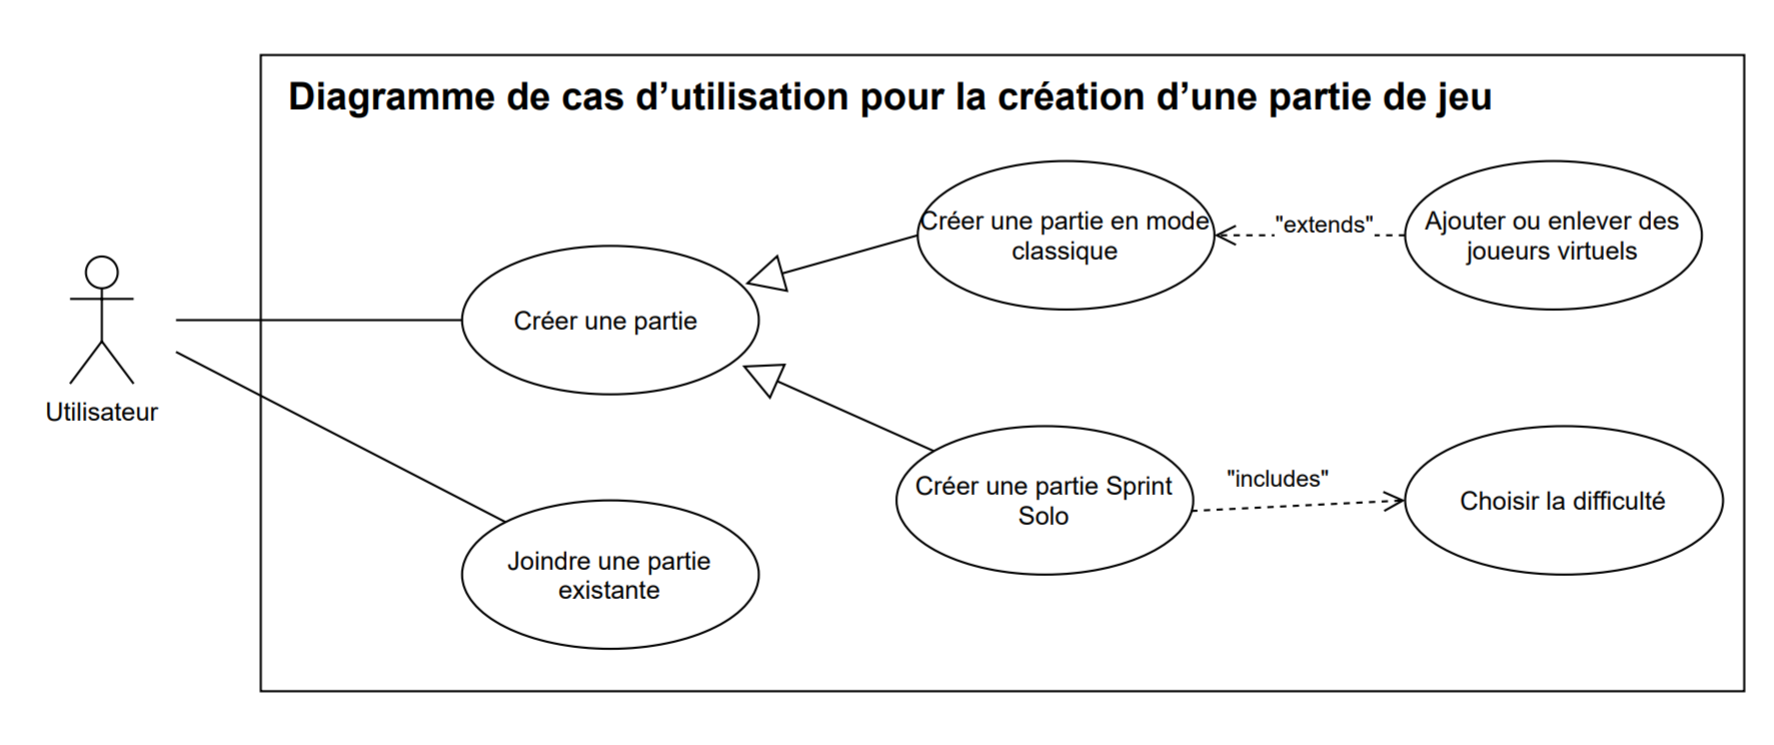 Diagramme de cas d’utilisation pour la création d’une partie de jeu
Créer une partie en mode
classique
"extends"
Ajouter ou enlever des
joueurs virtuels
Créer une partie
Utilisateur
Créer une partie Sprint
Solo
"includes"
Choisir la difficulté
Joindre une partie
existante